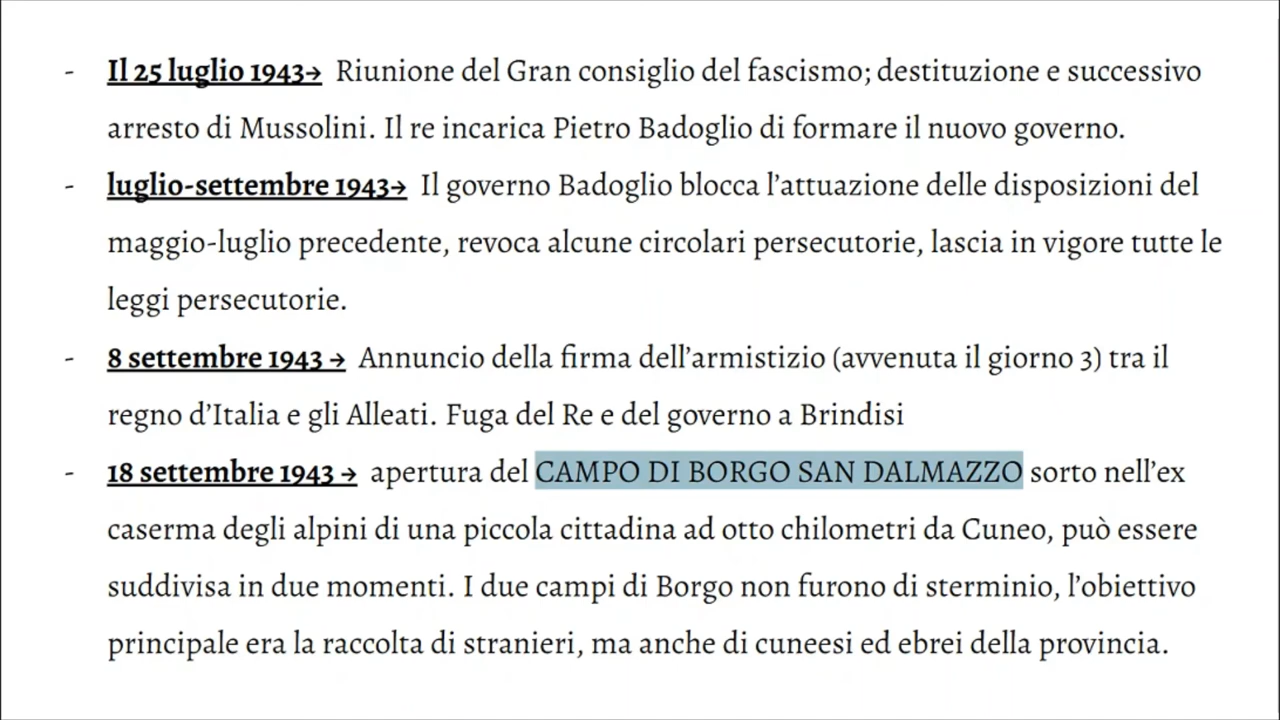 - Il 25 luglio 1943→ Riunione del Gran consiglio del fascismo; destituzione e successivo
arresto di Mussolini. Il re incarica Pietro Badoglio di formare il nuovo governo.
- luglio-settembre 1943→ Il governo Badoglio blocca l’attuazione delle disposizioni del
maggio-luglio precedente, revoca alcune circolari persecutorie, lascia in vigore tutte le
leggi persecutorie.
- 8 settembre 1943 → Annuncio della firma dell’armistizio (avvenuta il giorno 3) tra il
regno d’Italia e gli Alleati. Fuga del Re e del governo a Brindisi
- 18 settembre 1943 → apertura del CAMPO DI BORGO SAN DALMAZZO sorto nell’ex
caserma degli alpini di una piccola cittadina ad otto chilometri da Cuneo, può essere
suddivisa in due momenti. I due campi di Borgo non furono di sterminio, l’obiettivo
principale era la raccolta di stranieri, ma anche di cuneesi ed ebrei della provincia.